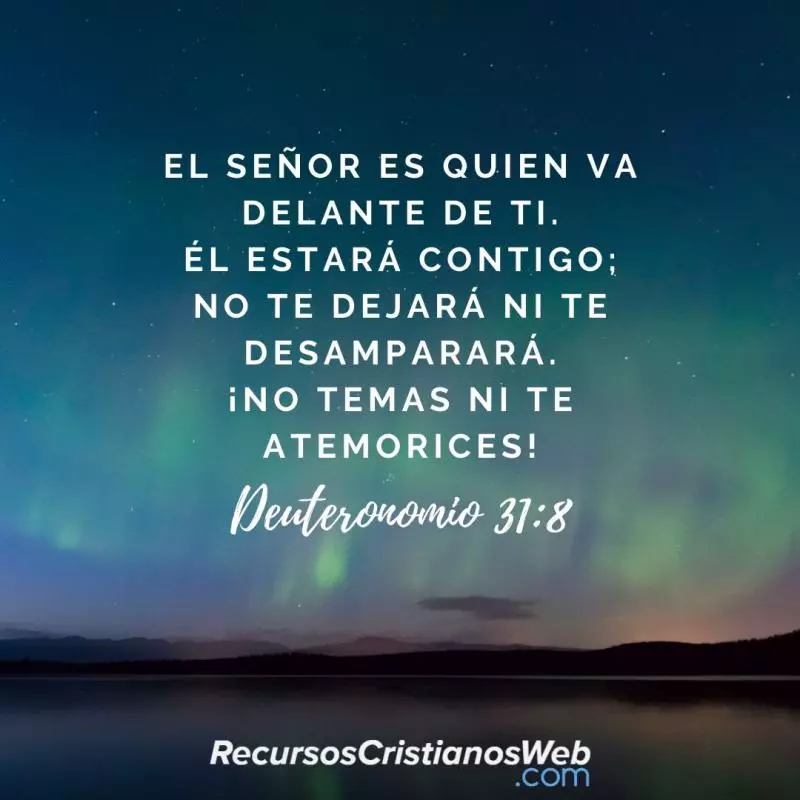 EL SEÑOR ES QUIEN VA
DELANTE DE TI.
ÉL ESTARÁ CONTIGO;
NO TE DEJARÁ NI TE
DESAMPARARÁ.
¡NO TEMAS NI TE
ATEMORICES!
Deuteronomio 31:8
RecursosCristianosWeb
.com